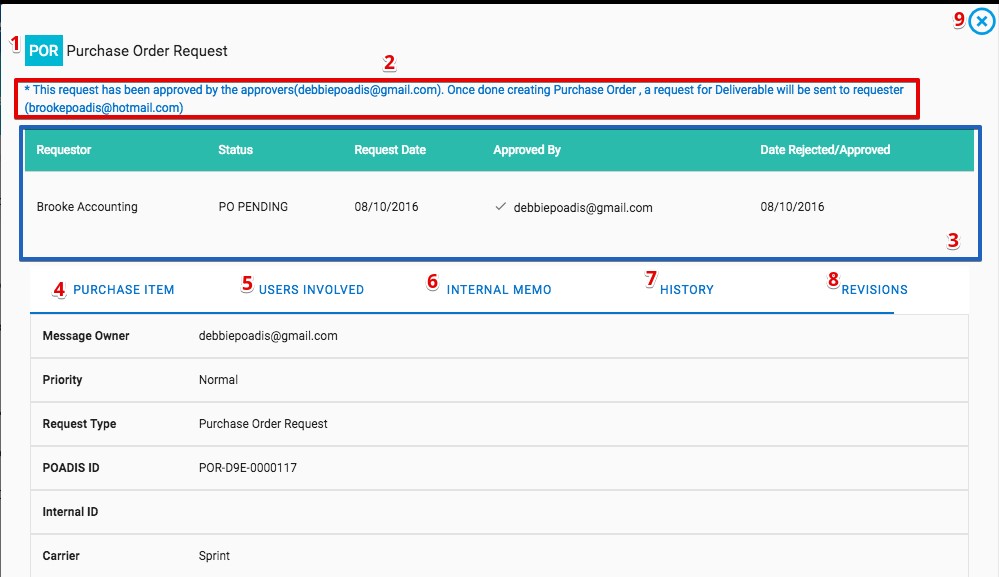 9
1 POR Purchase Order Request
2
* This request has been approved by the approvers(debbiepoadis@gmail.com). Once done creating Purchase Order , a request for Deliverable will be sent to requester
(brookepoadis@hotmail.com)
Requestor Status Request Date Approved By Date Rejected/Approved
Brooke Accounting PO PENDING 08/10/2016 debbiepoadis@gmail.com 08/10/2016
3
4 PURCHASE ITEM 5 USERS INVOLVED 6 INTERNAL MEMO 7 HISTORY 8 REVISIONS
Message Owner debbiepoadis@gmail.com
Priority Normal
Request Type Purchase Order Request
POADIS ID POR-D9E-0000117
Internal ID
Carrier Sprint